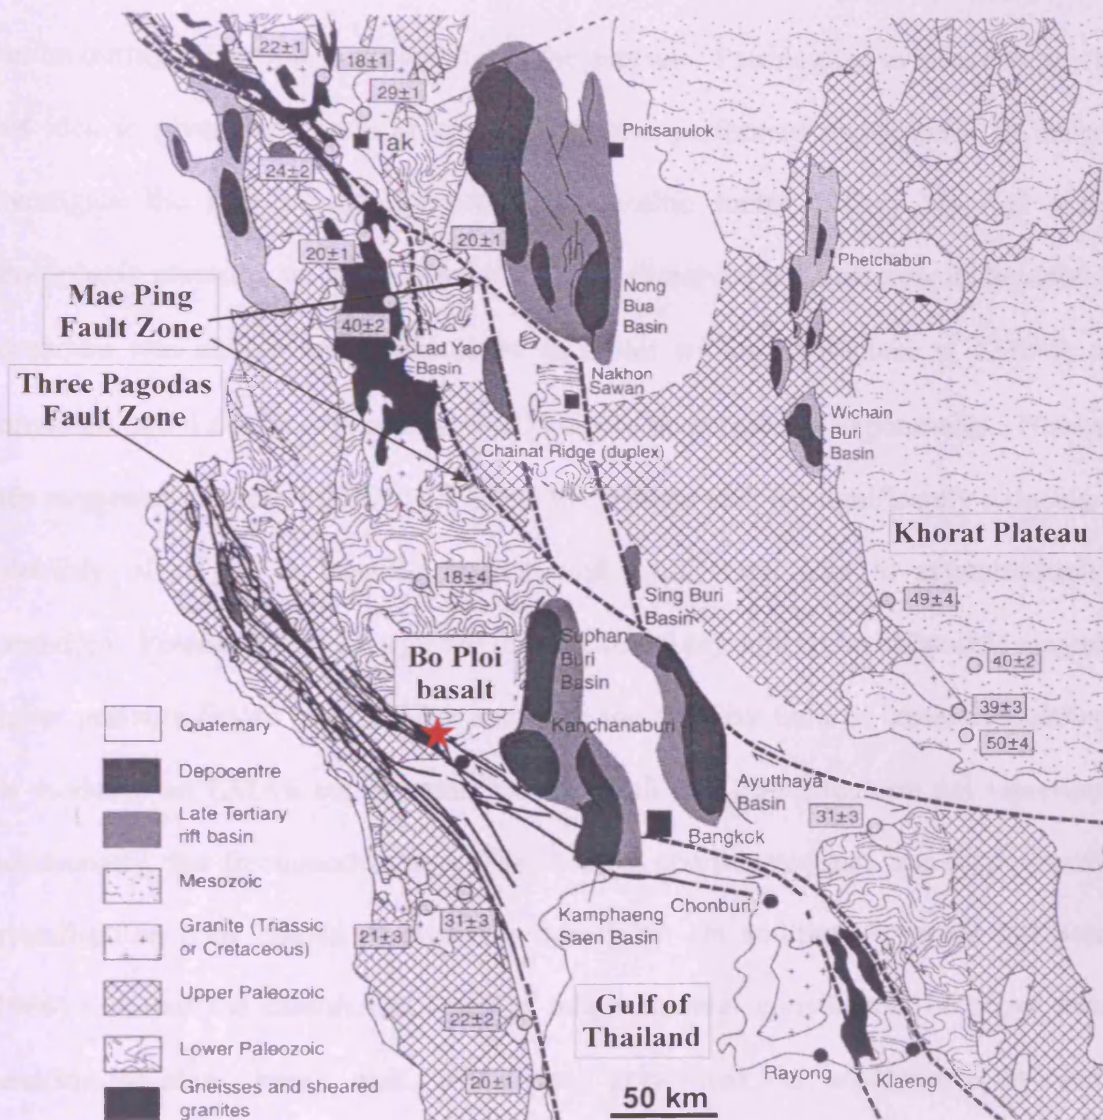 22±1
18±1
29±1
Tak
24±2
20±1
20±1
40±2
Phitsanulok
Phetchabun
Mae Ping
Fault Zone
Three Pagodas
Fault Zone
Lad Yao
Basin
Nong
Bua
Basin
Nakhon
Sawan
Wichain
Buri
Basin
Chainat Ridge (duplex)
Khorat Plateau
18±4
49±4
40±2
39±3
50±4
Sing Buri
Basin
Suphan
Buri
Basin
Bo Ploi
basalt
Kanchanaburi
Ayutthaya
Basin
Bangkok
31±3
Kamphaeng
Saen Basin
Chonburi
21±3
31±3
22±2
20±1
Gulf of
Thailand
Rayong
Klaeng
50 km
Quaternary
Depocentre
Late Tertiary
rift basin
Mesozoic
Granite (Triassic
or Cretaceous)
Upper Paleozoic
Lower Paleozoic
Gneisses and sheared
granites